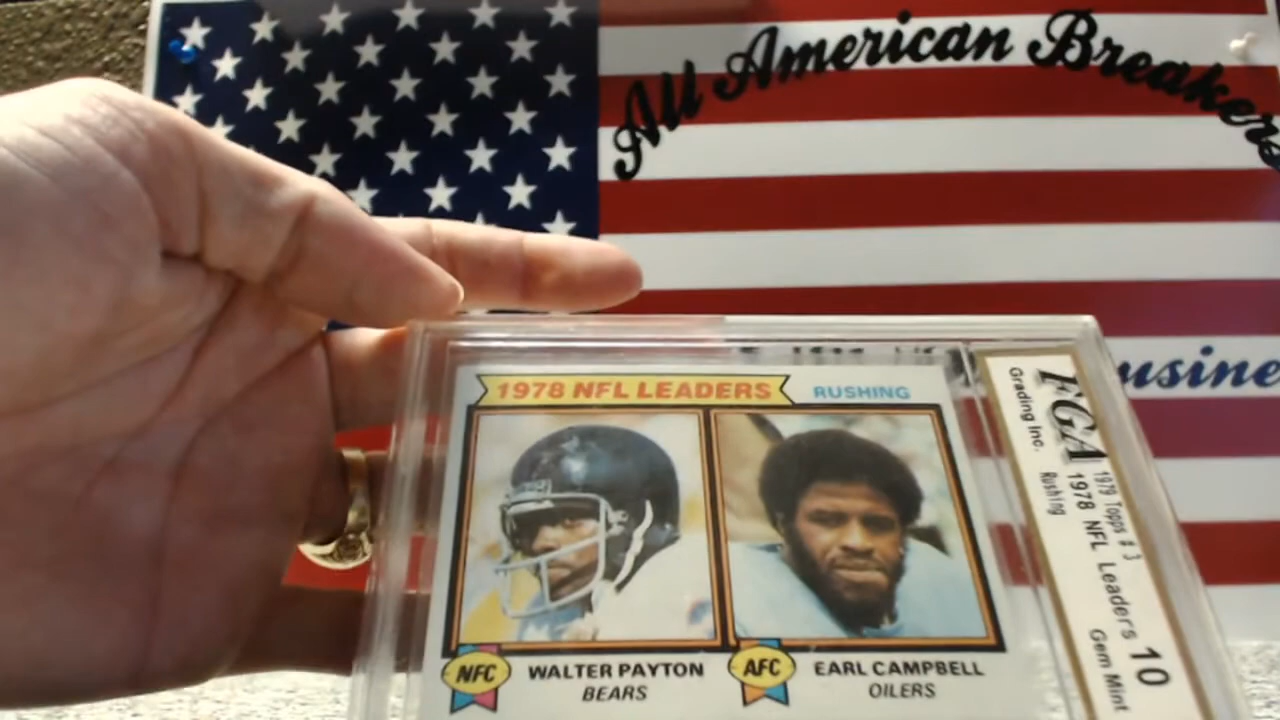 All American Breakers
usine
1978 NFL LEADERS RUSHING
NFC WALTER PAYTON
BEARS
AFC EARL CAMPBELL
OILERS
FGA
Grading Inc.
1979 Topps # 3
1978 NFL Leaders
Rushing
10
Gem Mint